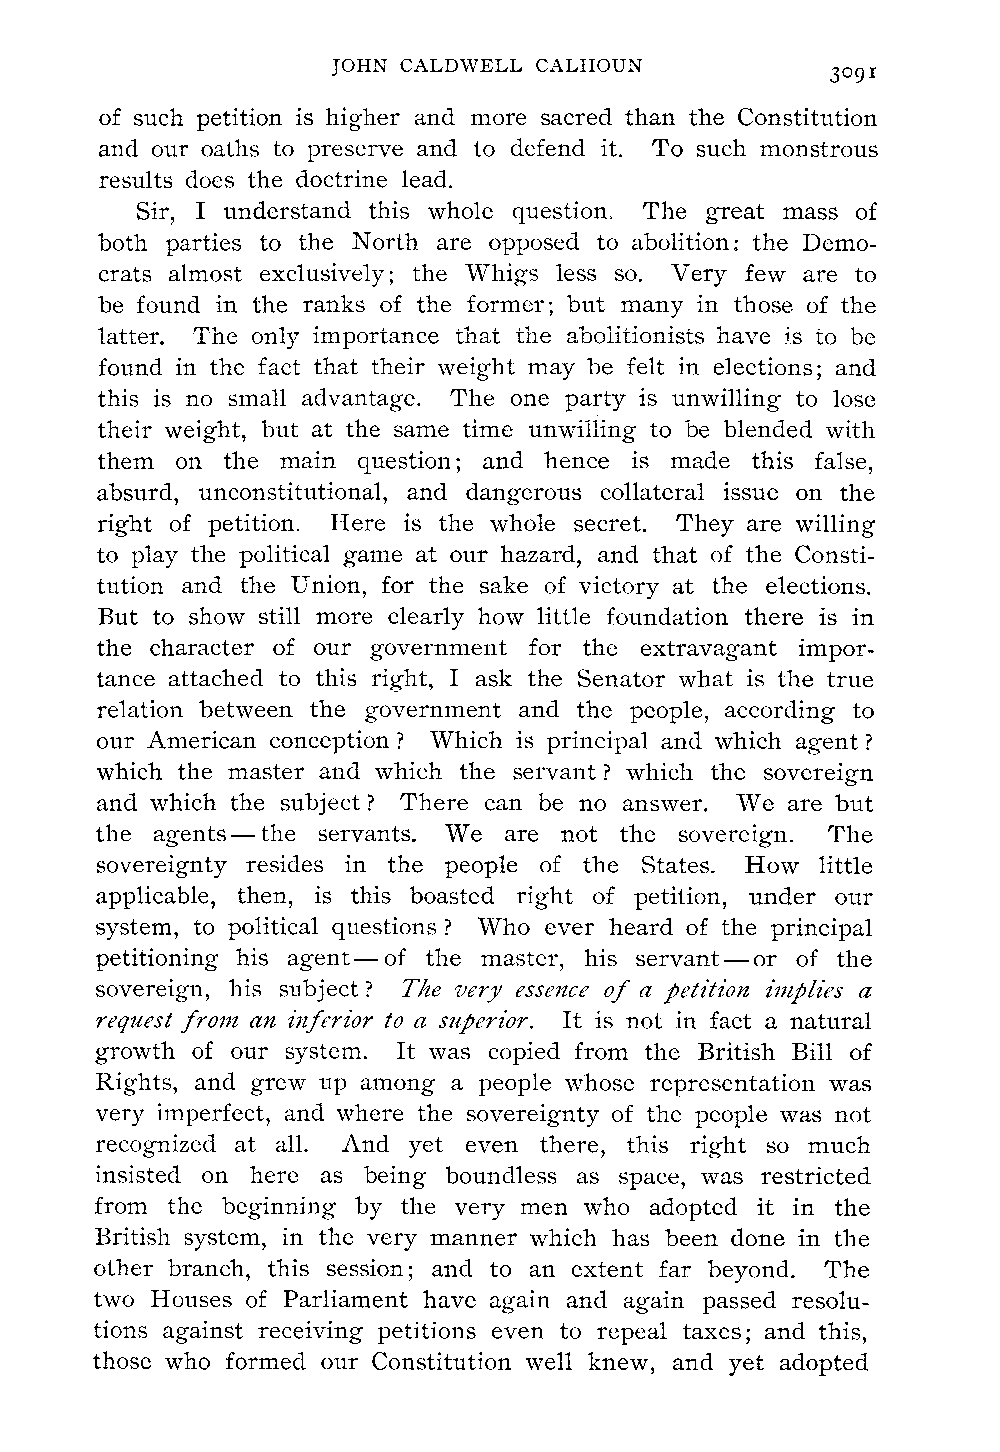 JOHN CALDWELL CALHOUN 3091
of such petition is higher and more sacred than the Constitution
and our oaths to preserve and to defend it. To such monstrous
results does the doctrine lead.
Sir, I understand this whole question. The great mass of
both parties to the North are opposed to abolition: the Demo-
crats almost exclusively; the Whigs less so. Very few are to
be found in the ranks of the former; but many in those of the
latter. The only importance that the abolitionists have is to be
found in the fact that their weight may be felt in elections; and
this is no small advantage. The one party is unwilling to lose
their weight, but at the same time unwilling to be blended with
them on the main question; and hence is made this false,
absurd, unconstitutional, and dangerous collateral issue on the
right of petition. Here is the whole secret. They are willing
to play the political game at our hazard, and that of the Consti-
tution and the Union, for the sake of victory at the elections.
But to show still more clearly how little foundation there is in
the character of our government for the extravagant impor-
tance attached to this right, I ask the Senator what is the true
relation between the government and the people, according to
our American conception? Which is principal and which agent?
which the master and which the servant? which the sovereign
and which the subject? There can be no answer. We are but
the agents—the servants. We are not the sovereign. The
sovereignty resides in the people of the States. How little
applicable, then, is this boasted right of petition, under our
system, to political questions? Who ever heard of the principal
petitioning his agent—of the master, his servant—or of the
sovereign, his subject? The very essence of a petition implies a
request from an inferior to a superior. It is not in fact a natural
growth of our system. It was copied from the British Bill of
Rights, and grew up among a people whose representation was
very imperfect, and where the sovereignty of the people was not
recognized at all. And yet even there, this right so much
insisted on here as being boundless as space, was restricted
from the beginning by the very men who adopted it in the
British system, in the very manner which has been done in the
other branch, this session; and to an extent far beyond. The
two Houses of Parliament have again and again passed resolu-
tions against receiving petitions even to repeal taxes; and this,
those who formed our Constitution well knew, and yet adopted